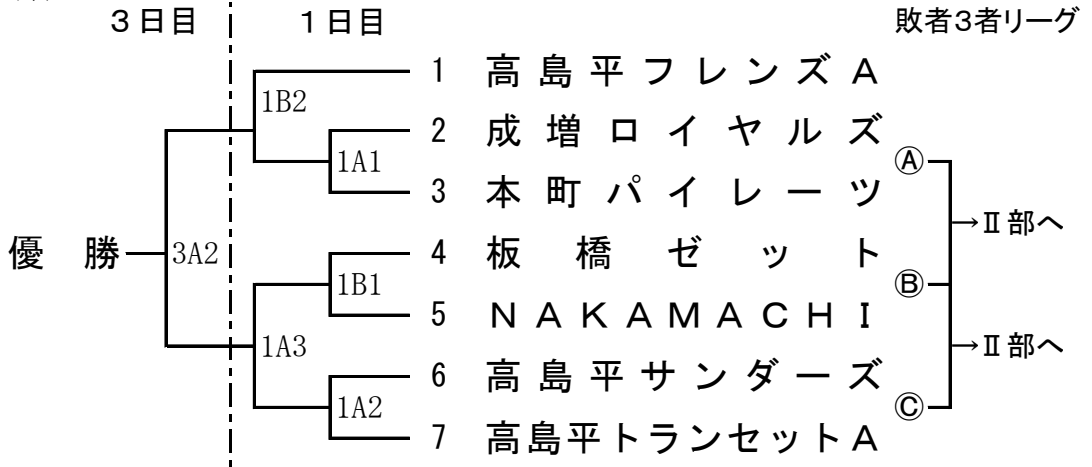 3日目 1日目 敗者3者リーグ
1 高島平フレンズA
1B2
2 成増ロイヤルズ
1A1 Ⓐ
3 本町パイレーツ
→Ⅱ部へ
優勝 3A2 4 板橋ゼット
1B1 Ⓑ
5 NAKAMACHI
1A3 →Ⅱ部へ
6 高島平サンダーズ
1A2 Ⓒ
7 高島平トランセットA